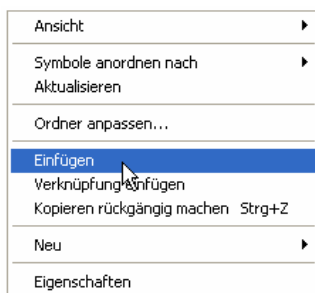 Ansicht
Symbole anordnen nach
Aktualisieren
Ordner anpassen...
Einfügen
Verknüpfung einfügen
Kopieren rückgängig machen Strg+Z
Neu
Eigenschaften